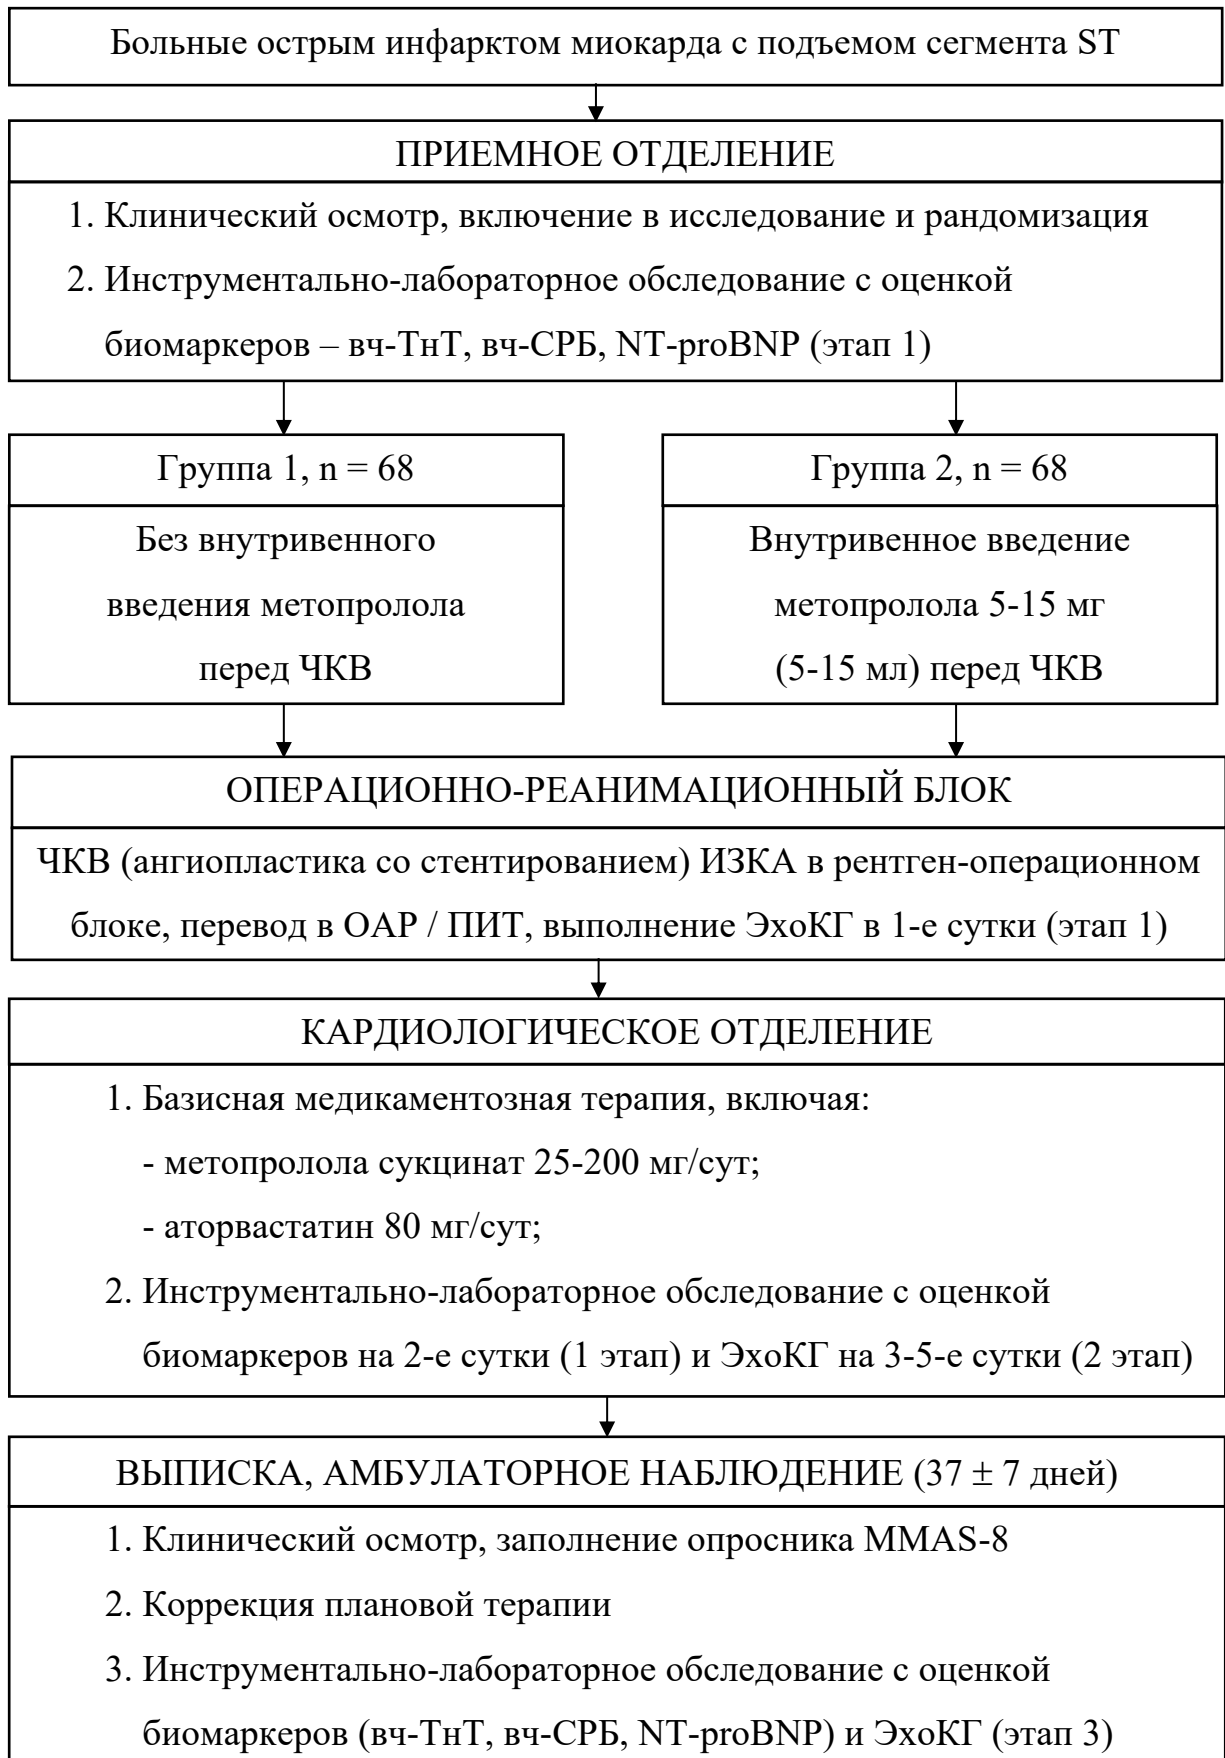 Больные острым инфарктом миокарда с подъемом сегмента ST
ПРИЕМНОЕ ОТДЕЛЕНИЕ
1. Клинический осмотр, включение в исследование и рандомизация
2. Инструментально-лабораторное обследование с оценкой
биомаркеров – вч-ТнТ, вч-СРБ, NT-proBNP (этап 1)
Группа 1, n = 68
Без внутривенного
введения метопролола
перед ЧКВ
Группа 2, n = 68
Внутривенное введение
метопролола 5-15 мг
(5-15 мл) перед ЧКВ
ОПЕРАЦИОННО-РЕАНИМАЦИОННЫЙ БЛОК
ЧКВ (ангиопластика со стентированием) ИЗКА в рентген-операционном
блоке, перевод в ОАР / ПИТ, выполнение ЭхоКГ в 1-е сутки (этап 1)
КАРДИОЛОГИЧЕСКОЕ ОТДЕЛЕНИЕ
1. Базисная медикаментозная терапия, включая:
- метопролола сукцинат 25-200 мг/сут;
- аторвастатин 80 мг/сут;
2. Инструментально-лабораторное обследование с оценкой
биомаркеров на 2-е сутки (1 этап) и ЭхоКГ на 3-5-е сутки (2 этап)
ВЫПИСКА, АМБУЛАТОРНОЕ НАБЛЮДЕНИЕ (37 ± 7 дней)
1. Клинический осмотр, заполнение опросника MMAS-8
2. Коррекция плановой терапии
3. Инструментально-лабораторное обследование с оценкой
биомаркеров (вч-ТнТ, вч-СРБ, NT-proBNP) и ЭхоКГ (этап 3)